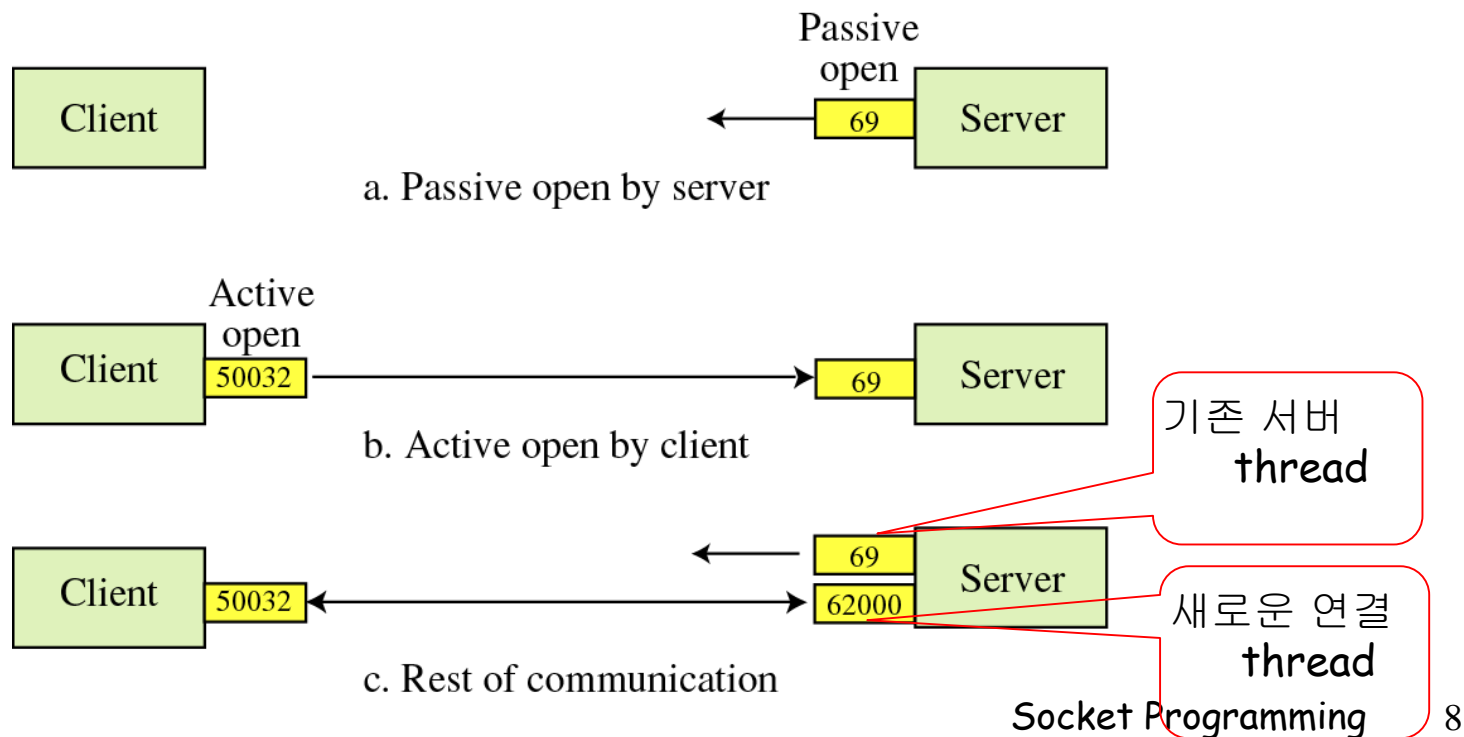 Passive
open
Client
69
Server
a. Passive open by server
Active
open
Client
50032
69
Server
b. Active open by client
기존 서버
thread
Client
50032
69
62000
Server
새로운 연결
thread
c. Rest of communication
Socket Programming 8